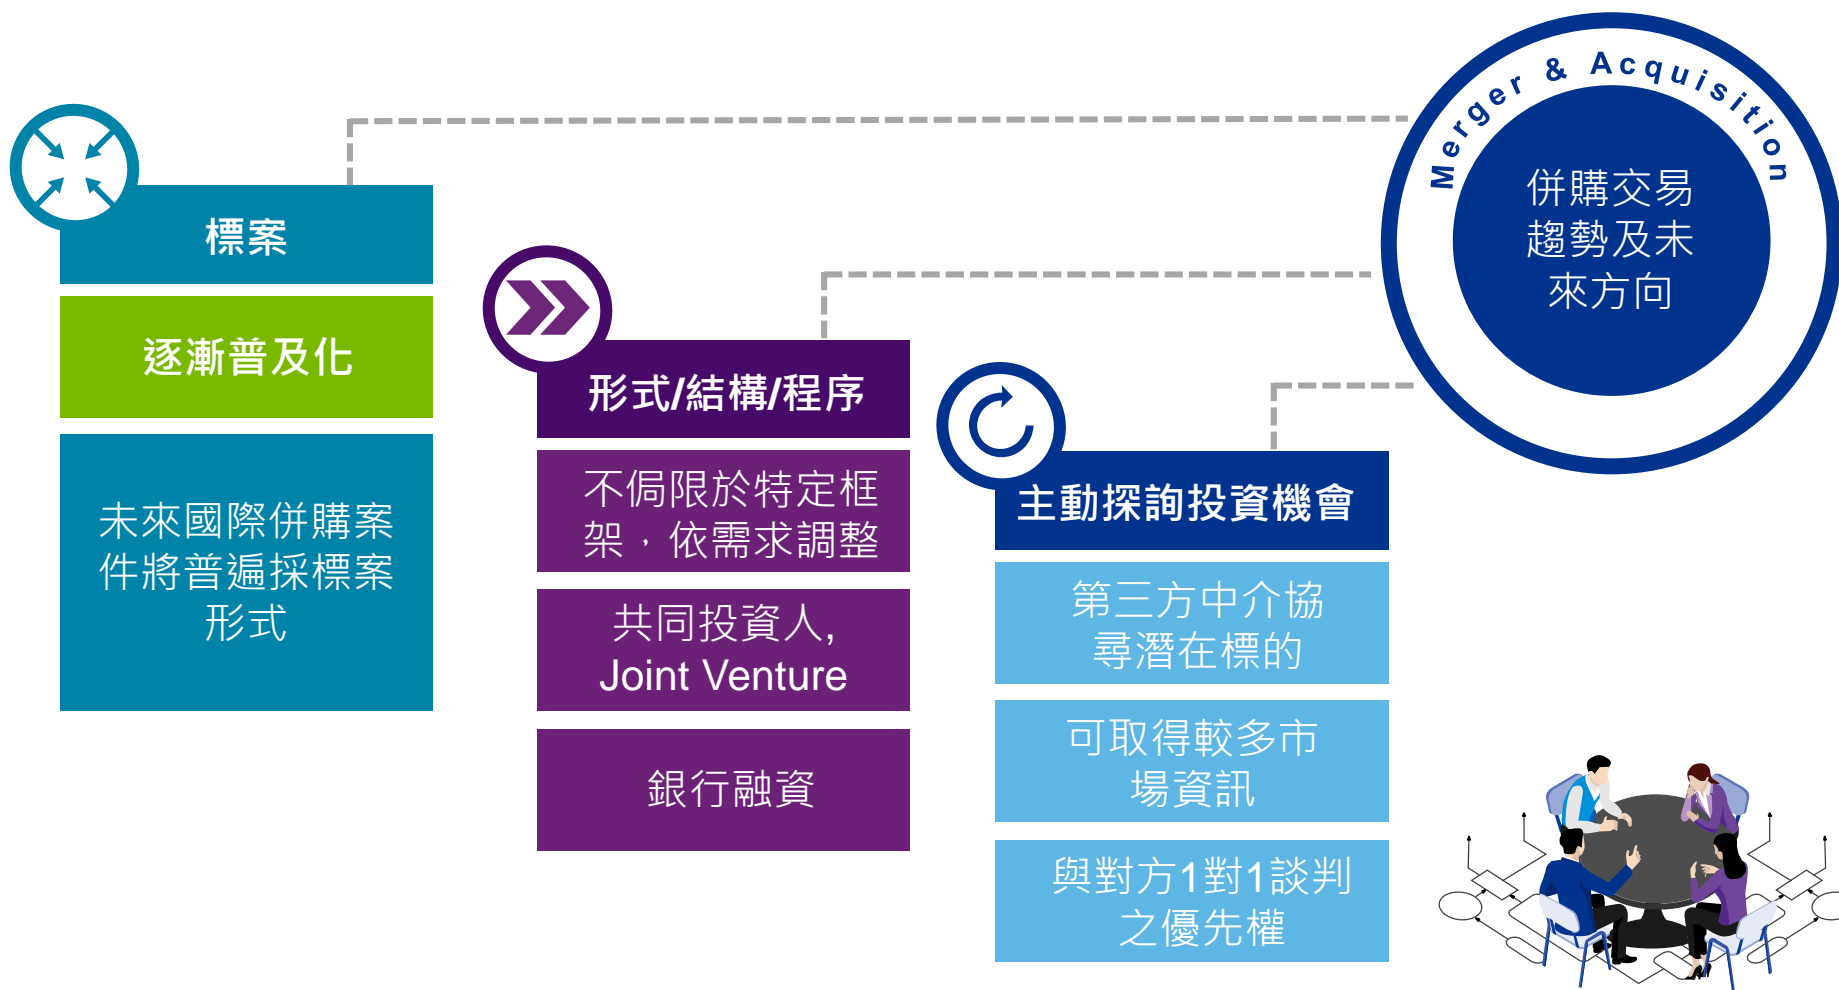 Merger & Acquisition
併購交易
趨勢及未
來方向
標案
逐漸普及化
未來國際併購案
件將普遍採標案
形式
形式/結構/程序
不侷限於特定框
架，依需求調整
共同投資人,
Joint Venture
銀行融資
主動探詢投資機會
第三方中介協
尋潛在標的
可取得較多市
場資訊
與對方1對1談判
之優先權